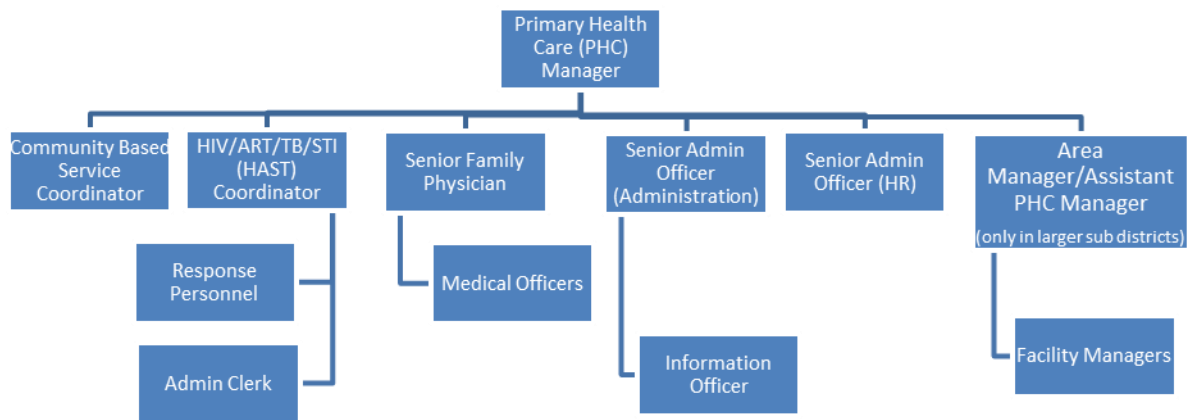 Primary Health
Care (PHC)
Manager
Community Based
Service
Coordinator
HIV/ART/TB/STI
(HAST)
Coordinator
Senior Family
Physician
Senior Admin
Officer
(Administration)
Senior Admin
Officer (HR)
Area
Manager/Assistant
PHC Manager
(only in larger sub districts)
Response
Personnel
Medical Officers
Admin Clerk
Information
Officer
Facility Managers